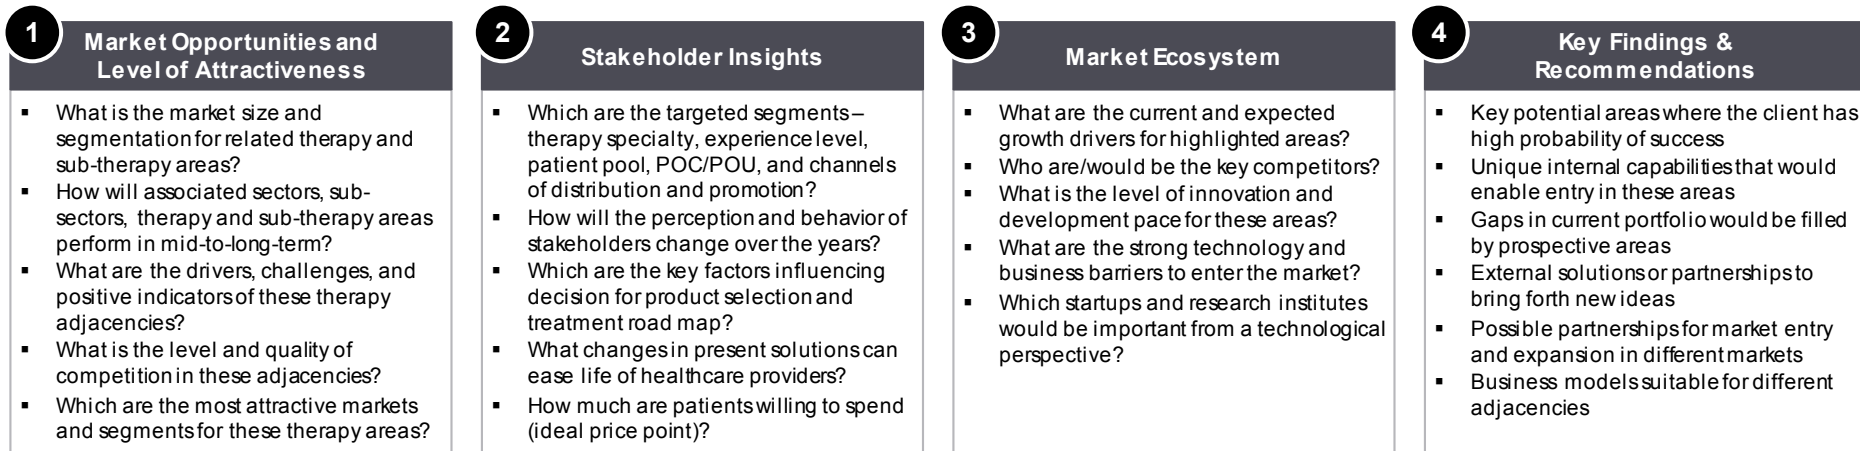 1
Market Opportunities and
Level of Attractiveness
▪ What is the market size and
segmentation for related therapy and
sub-therapy areas?
▪ How will associated sectors, sub-
sectors, therapy and sub-therapy areas
perform in mid-to-long-term?
▪ What are the drivers, challenges, and
positive indicators of these therapy
adjacencies?
▪ What is the level and quality of
competition in these adjacencies?
▪ Which are the most attractive markets
and segments for these therapy areas?
2
Stakeholder Insights
▪ Which are the targeted segments –
therapy specialty, experience level,
patient pool, POC/POU, and channels
of distribution and promotion?
▪ How will the perception and behavior of
stakeholders change over the years?
▪ Which are the key factors influencing
decision for product selection and
treatment road map?
▪ What changes in present solutions can
ease life of healthcare providers?
▪ How much are patients willing to spend
(ideal price point)?
3
Market Ecosystem
▪ What are the current and expected
growth drivers for highlighted areas?
▪ Who are/would be the key competitors?
▪ What is the level of innovation and
development pace for these areas?
▪ What are the strong technology and
business barriers to enter the market?
▪ Which startups and research institutes
would be important from a technological
perspective?
4
Key Findings &
Recommendations
▪ Key potential areas where the client has
high probability of success
▪ Unique internal capabilities that would
enable entry in these areas
▪ Gaps in current portfolio would be filled
by prospective areas
▪ External solutions or partnerships to
bring forth new ideas
▪ Possible partnerships for market entry
and expansion in different markets
▪ Business models suitable for different
adjacencies